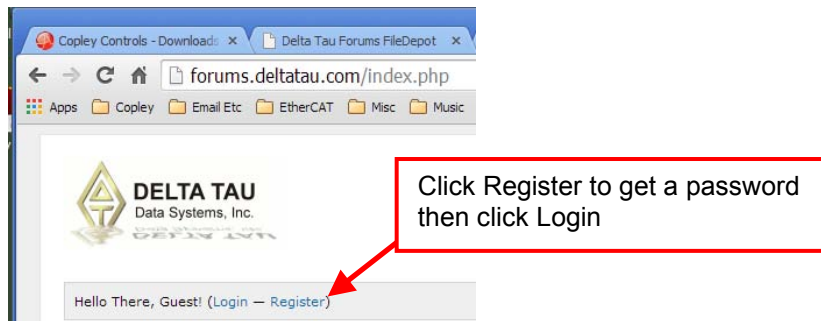 Copley Controls - Downloads
Delta Tau Forums FileDepot
forums.deltatau.com/index.php
Apps Copley Email Etc EtherCAT Misc Music
DELTA TAU
Data Systems, Inc.
Click Register to get a password
then click Login
Hello There, Guest! (Login — Register)